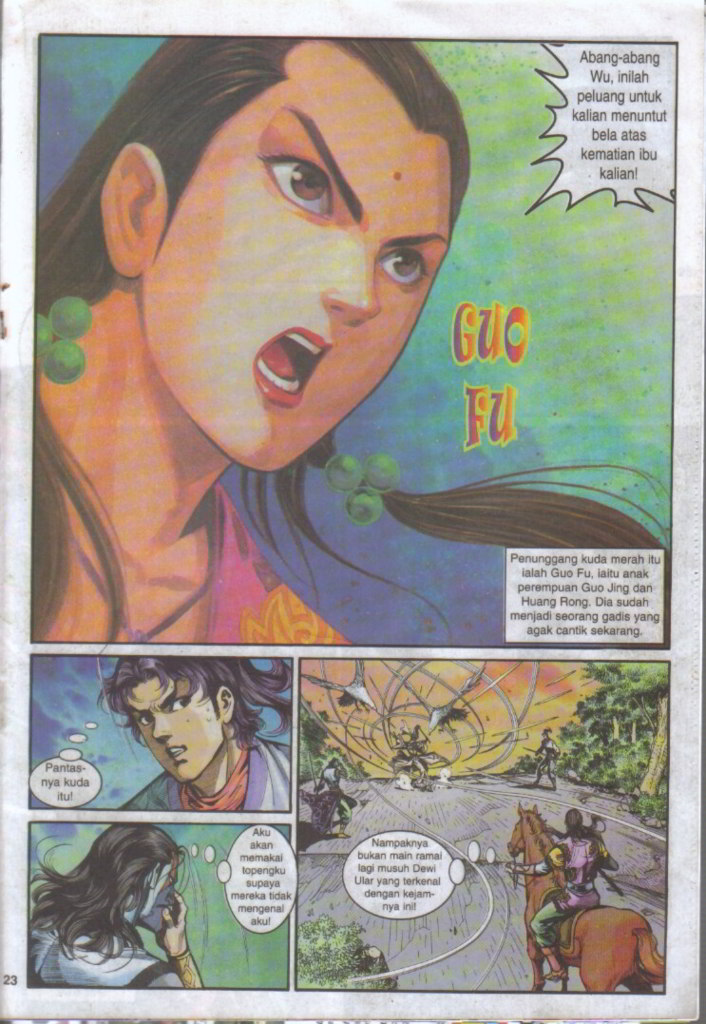 Abang-abang
Wu, inilah
peluang untuk
kalian menuntut
bela atas
kematian ibu
kalian!
GUO
FU
Penunggang kuda merah itu
ialah Guo Fu, iaitu anak
perempuan Guo Jing dan
Huang Rong. Dia sudah
menjadi seorang gadis yang
agak cantik sekarang.
Pantas-
nya kuda
itu!
Aku
akan
memakai
topengku
supaya
mereka tidak
mengenal
aku!
Nampaknya
bukan main ramai
lagi musuh Dewi
Ular yang terkenal
dengan kejam-
nya ini!
23